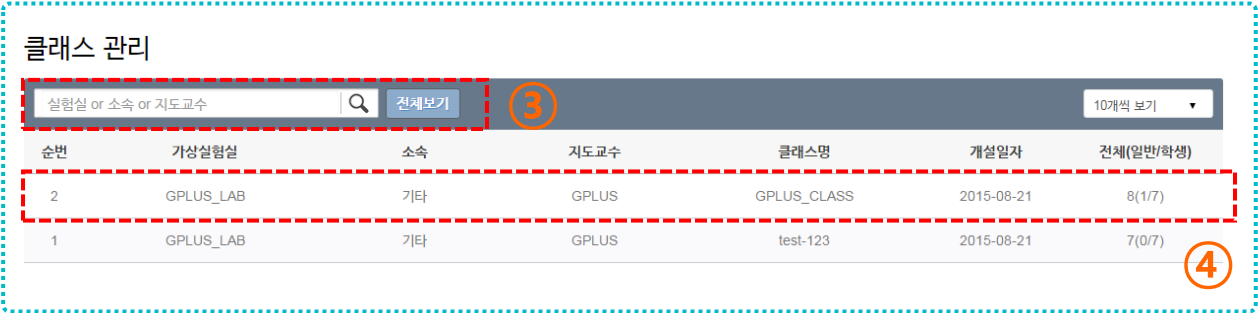 클래스 관리
실험실 or 소속 or 지도교수 전체보기 ③ 10개씩 보기 ▼
순번 가상실험실 소속 지도교수 클래스명 개설일자 전체(일반/학생)
2 GPLUS_LAB 기타 GPLUS GPLUS_CLASS 2015-08-21 8(1/7)
1 GPLUS_LAB 기타 GPLUS test-123 2015-08-21 7(0/7)
④